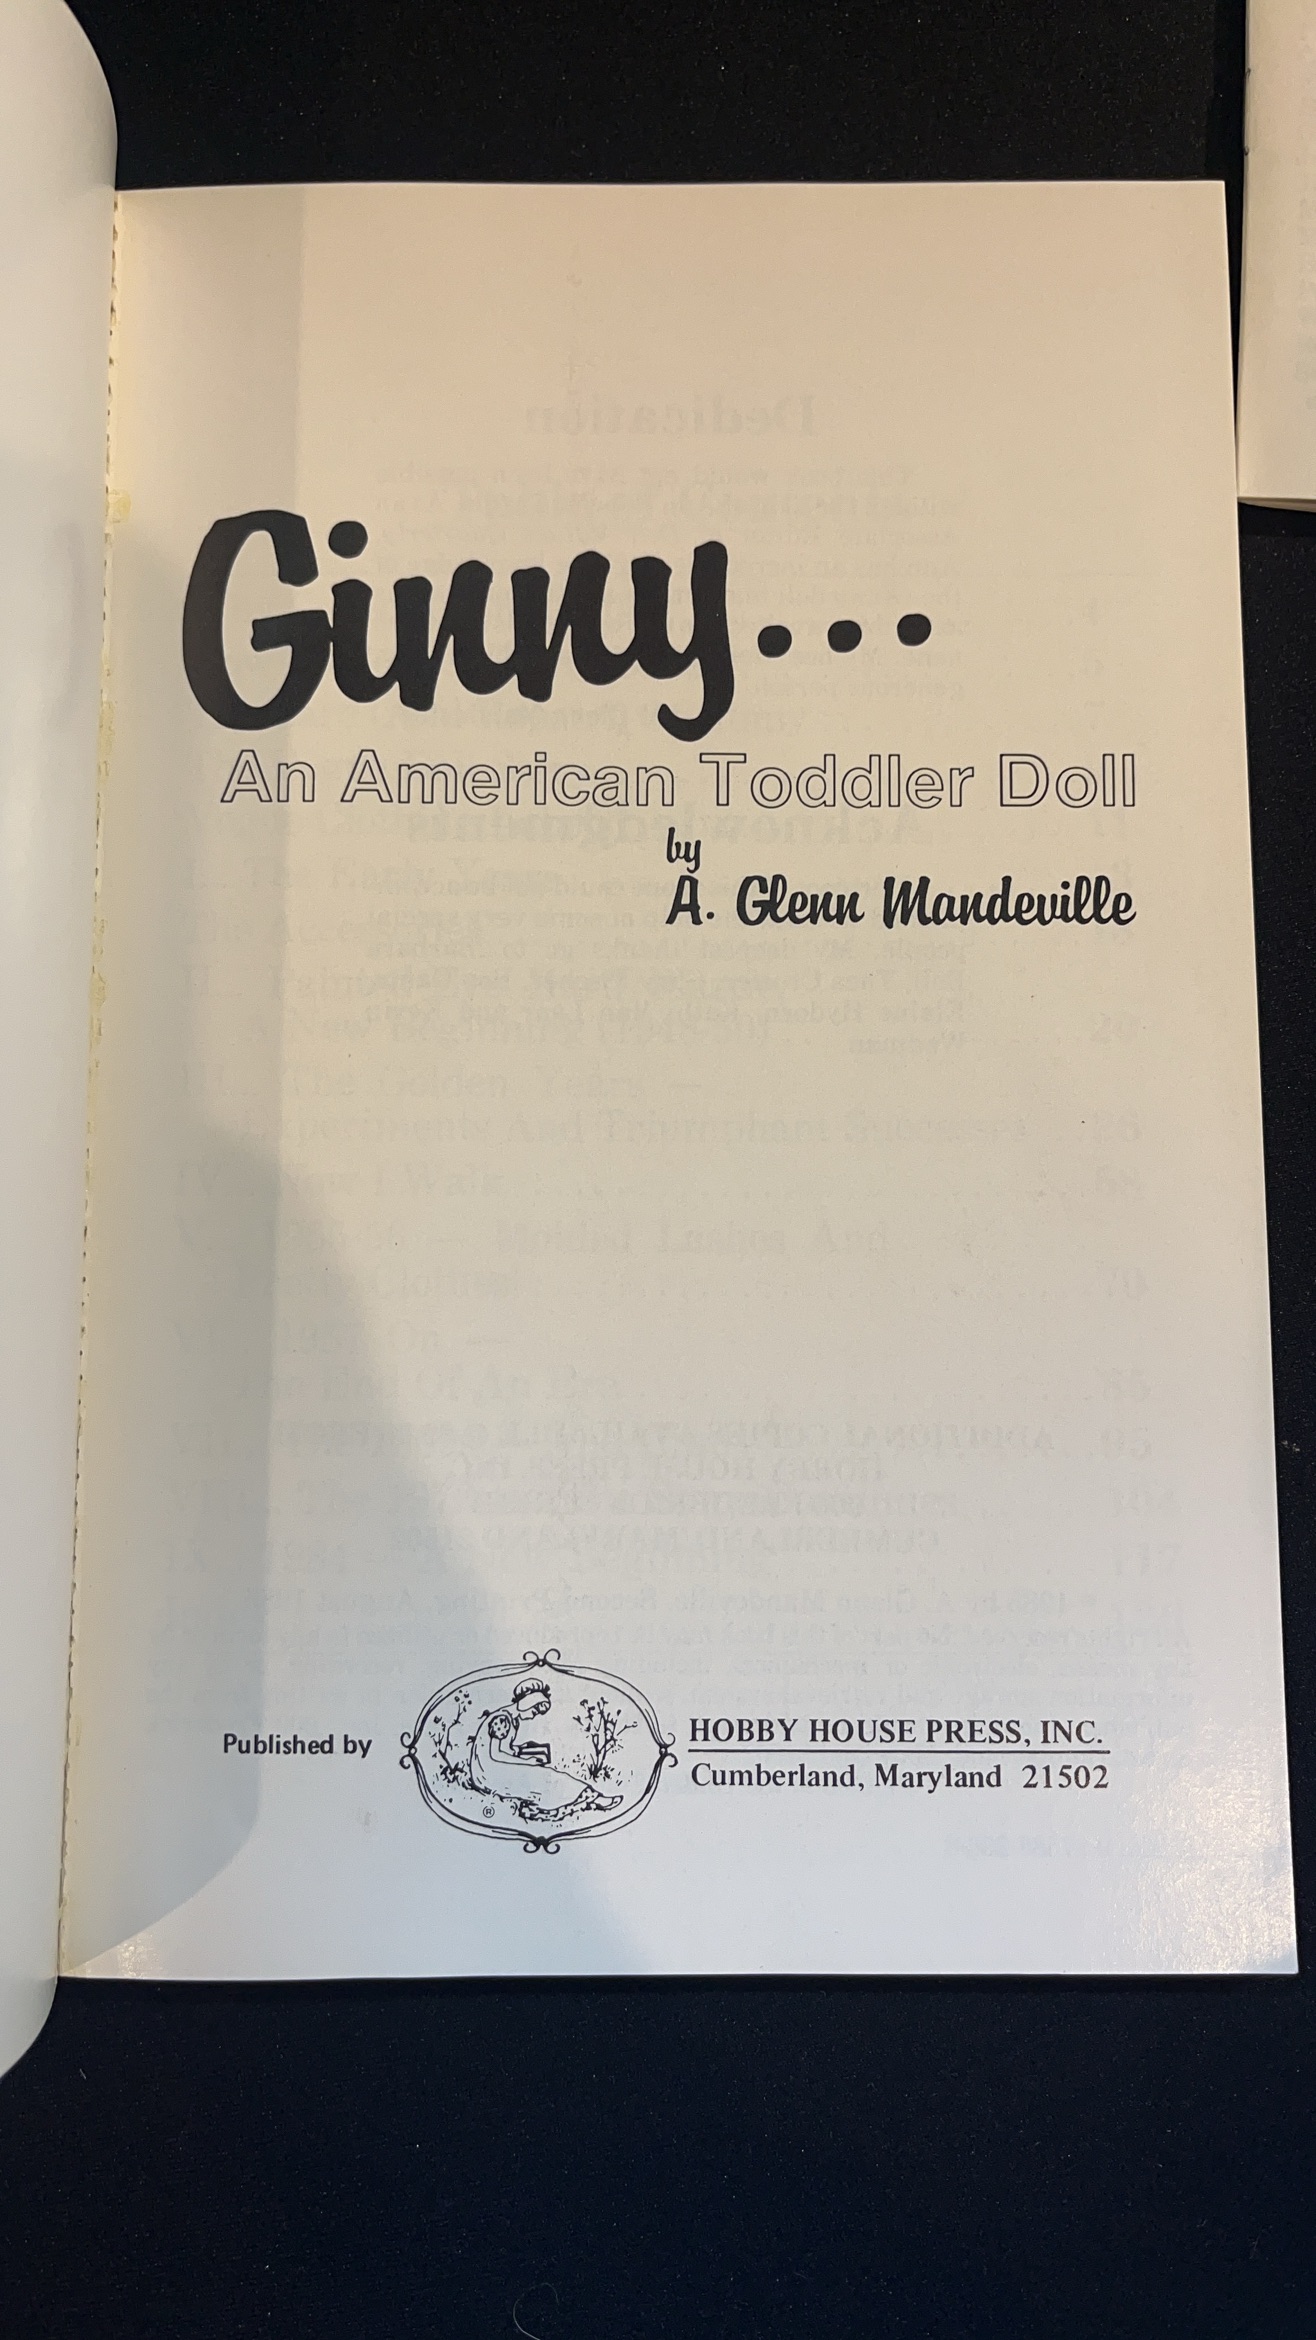 Ginny...
An American Toddler Doll
by
A. Glenn Mandeville
Published by
®
HOBBY HOUSE PRESS, INC.
Cumberland, Maryland 21502